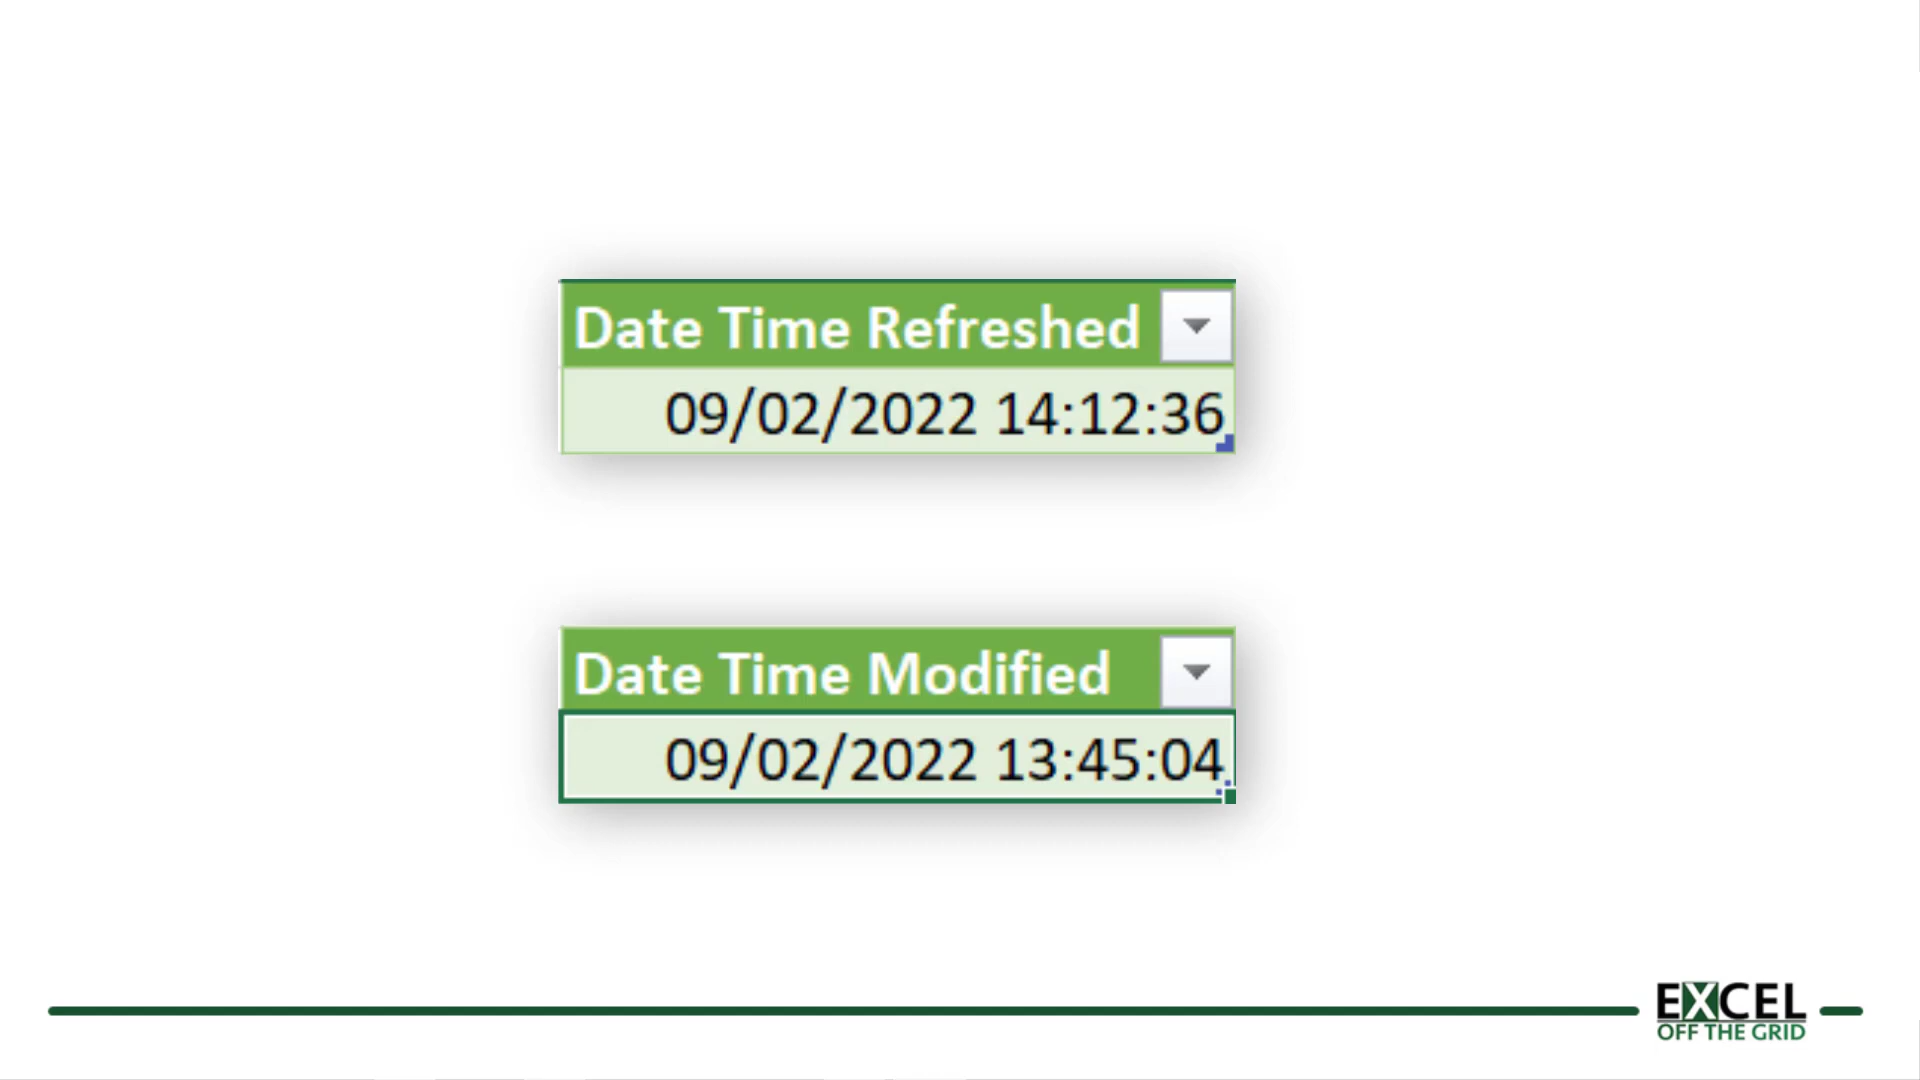 Date Time Refreshed
09/02/2022 14:12:36
Date Time Modified
09/02/2022 13:45:04
EXCEL
OFF THE GRID